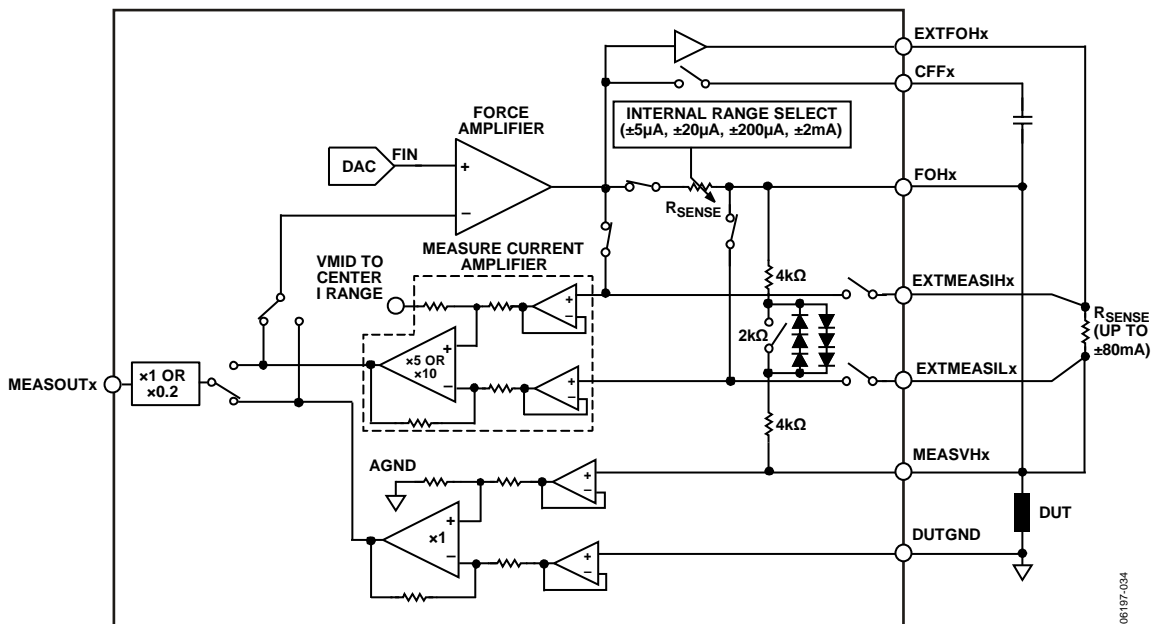 EXTFOHx
CFFx
FORCE
AMPLIFIER
INTERNAL RANGE SELECT
(±5µA, ±20µA, ±200µA, ±2mA)
DAC
FIN
+
–
FOHx
RSENSE
VMID TO
CENTER
I RANGE
MEASURE CURRENT
AMPLIFIER
4kΩ
+
–
EXTMEASIHx
RSENSE
(UP TO
±80mA)
2kΩ
+
×5 OR
×10
–
+
–
EXTMEASILx
MEASOUTx
×1 OR
×0.2
4kΩ
AGND
+
–
MEASVHx
+
×1
–
DUT
+
–
DUTGND
06197-034